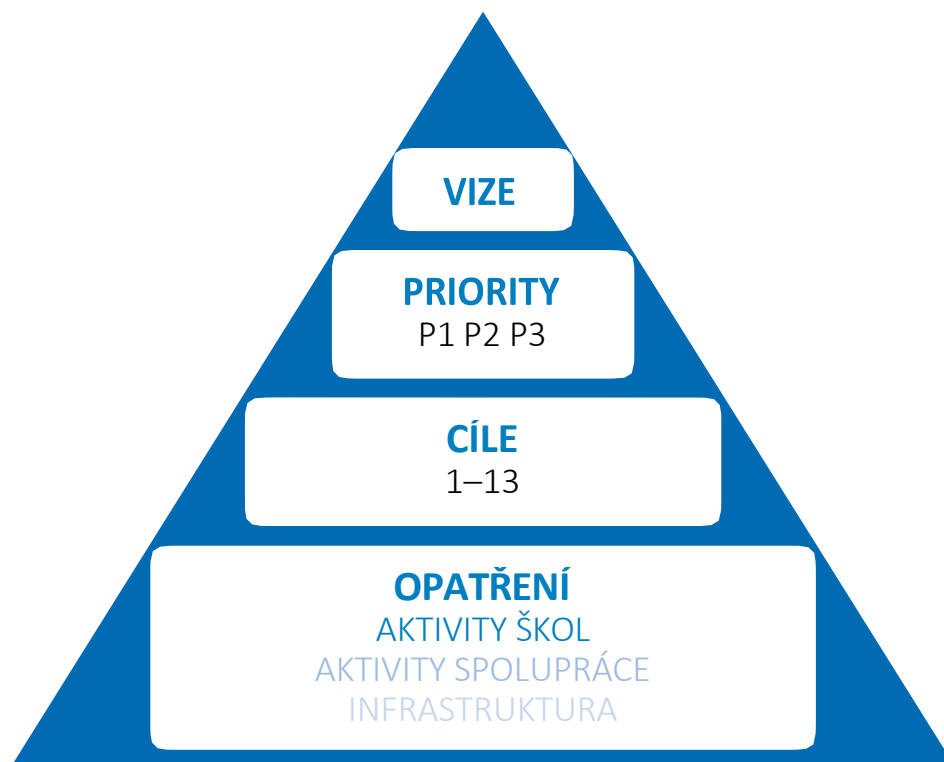 VIZE
PRIORITY
P1 P2 P3
CÍLE
1–13
OPATŘENÍ
AKTIVITY ŠKOL
AKTIVITY SPOLUPRÁCE
INFRASTRUKTURA